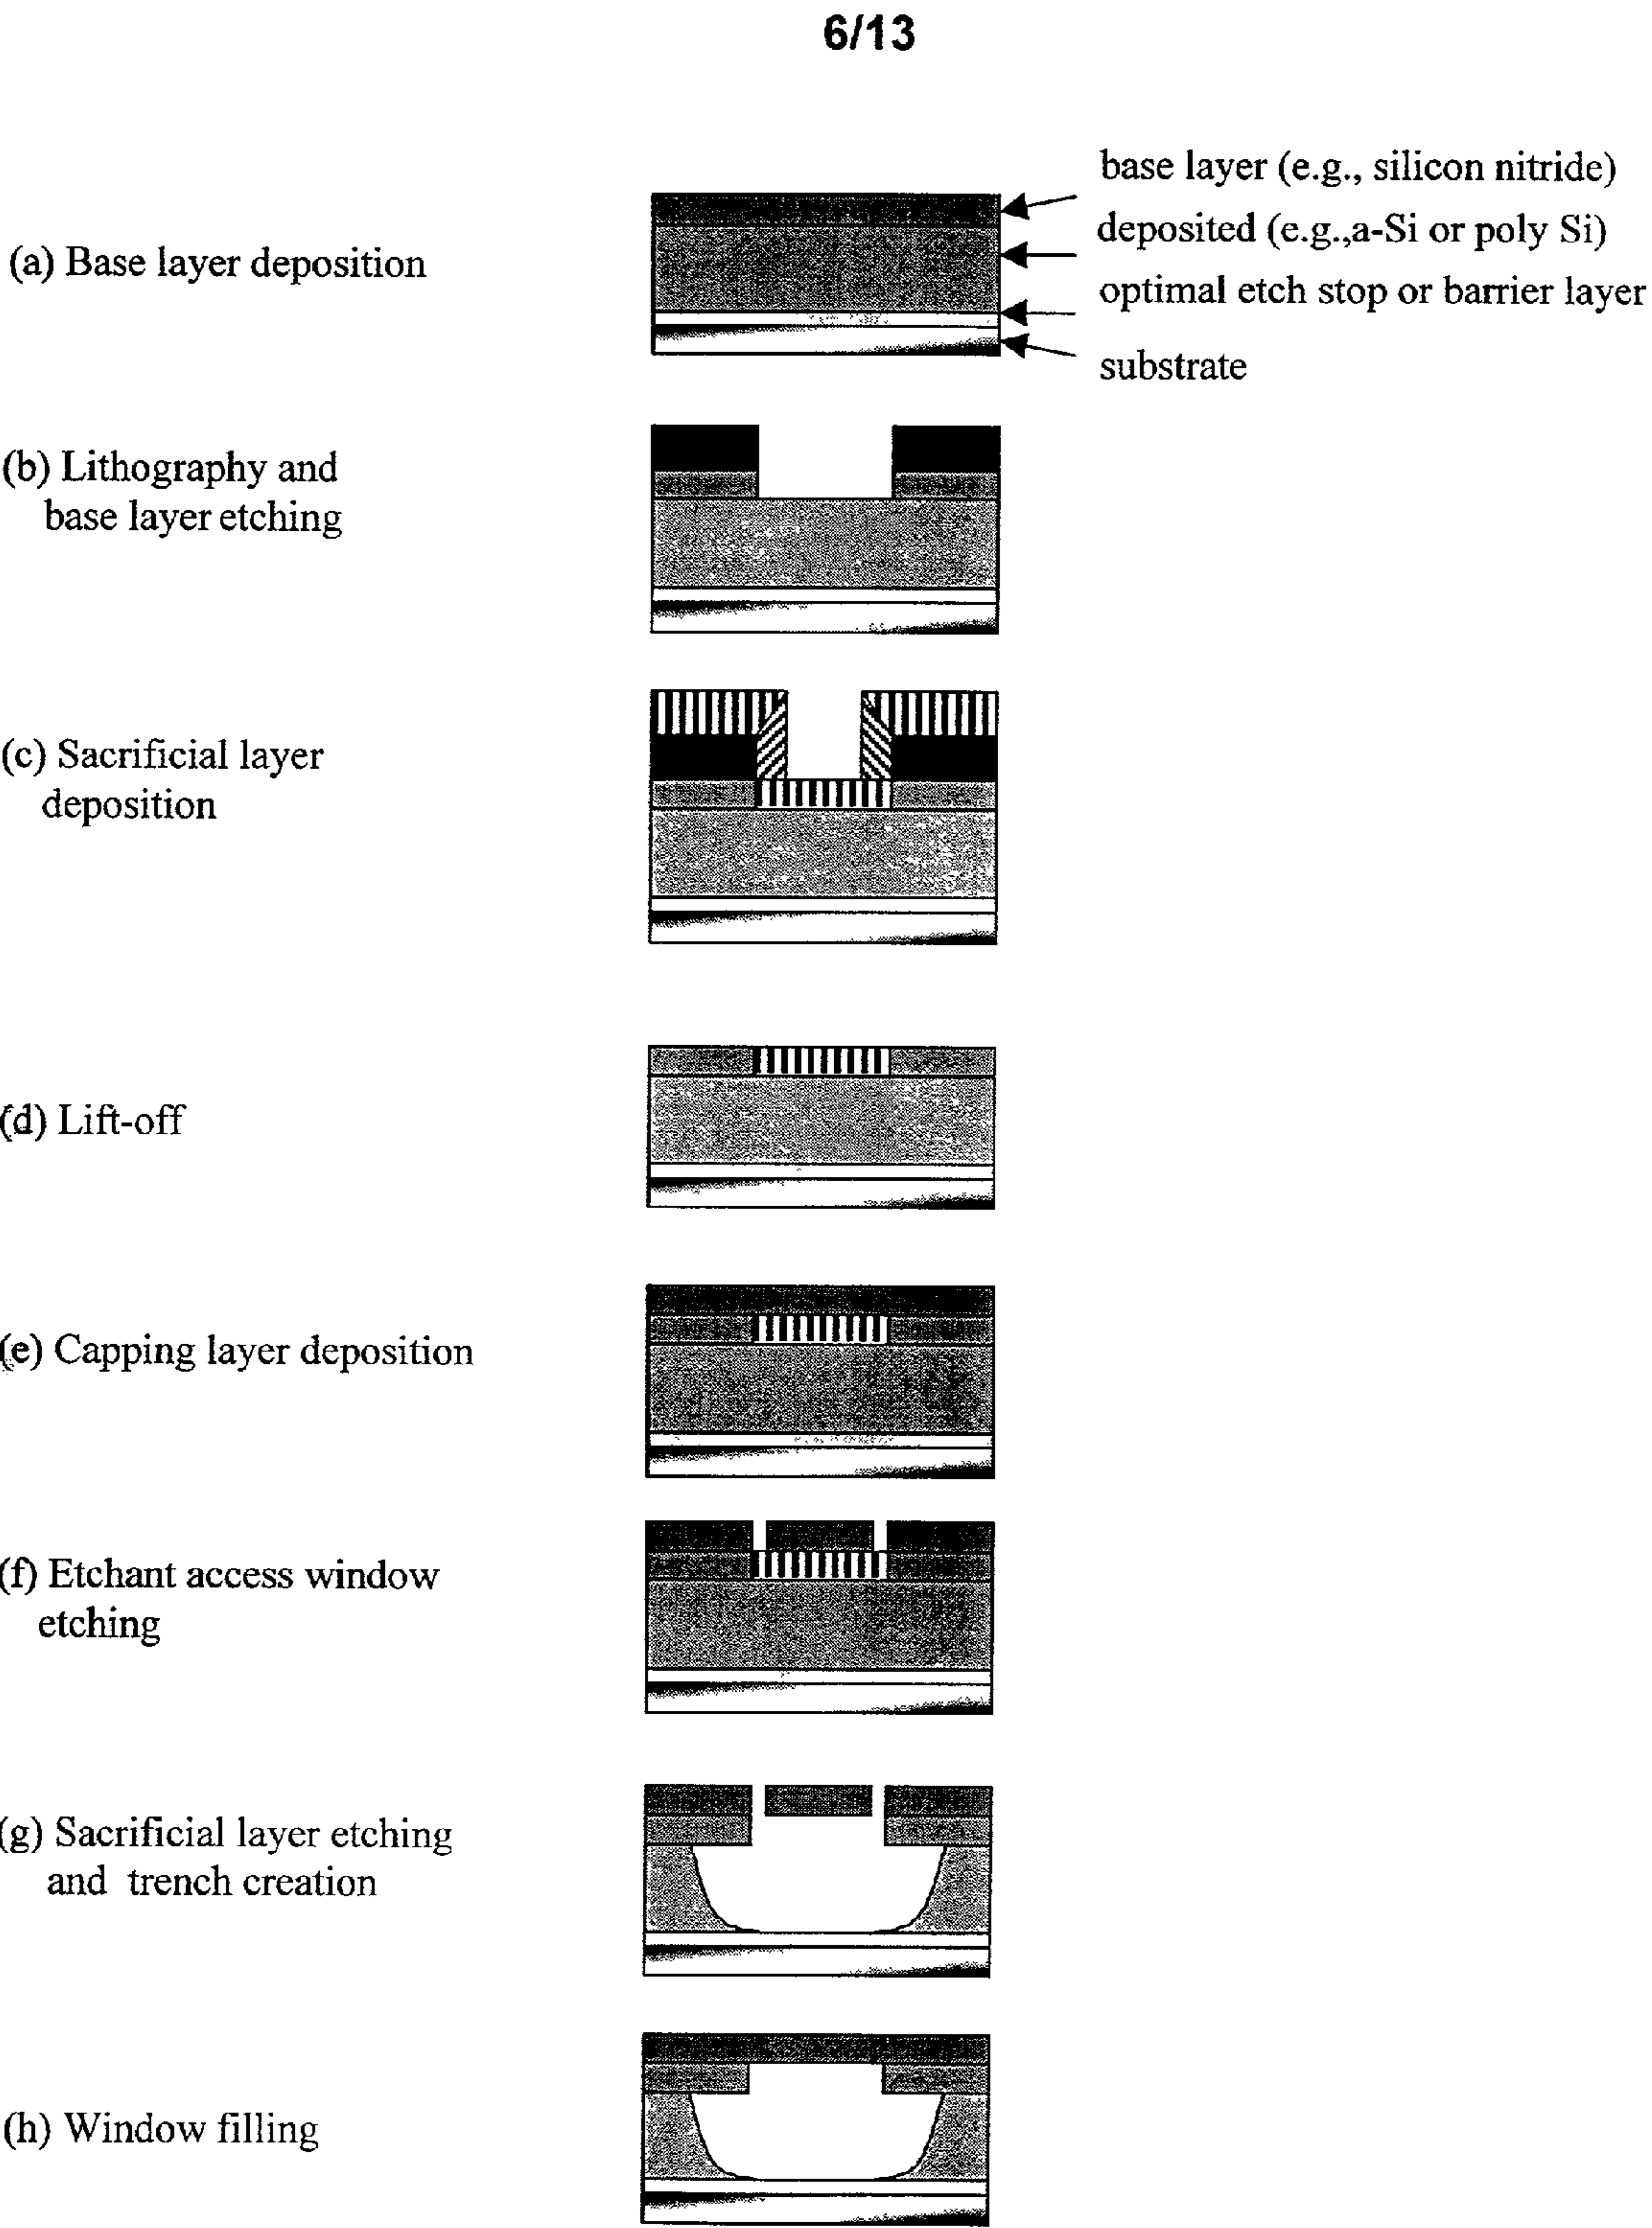 6/13
base layer (e.g., silicon nitride)
deposited (e.g.,a-Si or poly Si)
optimal etch stop or barrier layer
substrate
(a) Base layer deposition
(b) Lithography and
base layer etching
(c) Sacrificial layer
deposition
(d) Lift-off
(e) Capping layer deposition
(f) Etchant access window
etching
(g) Sacrificial layer etching
and trench creation
(h) Window filling